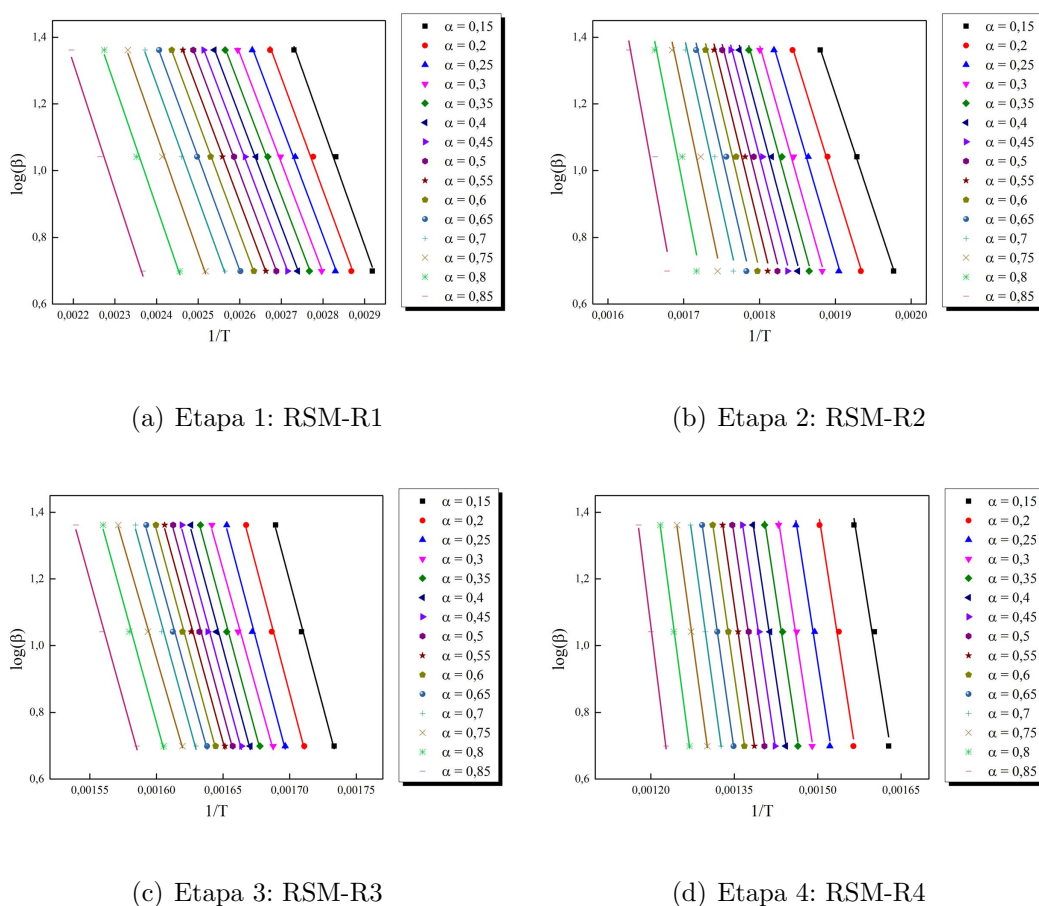 1,4
1,2
1,0
0,8
0,6
log(β)
0,0022 0,0023 0,0024 0,0025 0,0026 0,0027 0,0028 0,0029
1/T
α = 0,15
α = 0,2
α = 0,25
α = 0,3
α = 0,35
α = 0,4
α = 0,45
α = 0,5
α = 0,55
α = 0,6
α = 0,65
α = 0,7
α = 0,75
α = 0,8
α = 0,85
(a) Etapa 1: RSM-R1
1,4
1,2
1,0
0,8
0,6
log(β)
0,0016 0,0017 0,0018 0,0019 0,0020
1/T
α = 0,15
α = 0,2
α = 0,25
α = 0,3
α = 0,35
α = 0,4
α = 0,45
α = 0,5
α = 0,55
α = 0,6
α = 0,65
α = 0,7
α = 0,75
α = 0,8
α = 0,85
(b) Etapa 2: RSM-R2
1,4
1,2
1,0
0,8
0,6
log(β)
0,00155 0,00160 0,00165 0,00170 0,00175
1/T
α = 0,15
α = 0,2
α = 0,25
α = 0,3
α = 0,35
α = 0,4
α = 0,45
α = 0,5
α = 0,55
α = 0,6
α = 0,65
α = 0,7
α = 0,75
α = 0,8
α = 0,85
(c) Etapa 3: RSM-R3
1,4
1,2
1,0
0,8
0,6
log(β)
0,00120 0,00135 0,00150 0,00165
1/T
α = 0,15
α = 0,2
α = 0,25
α = 0,3
α = 0,35
α = 0,4
α = 0,45
α = 0,5
α = 0,55
α = 0,6
α = 0,65
α = 0,7
α = 0,75
α = 0,8
α = 0,85
(d) Etapa 4: RSM-R4